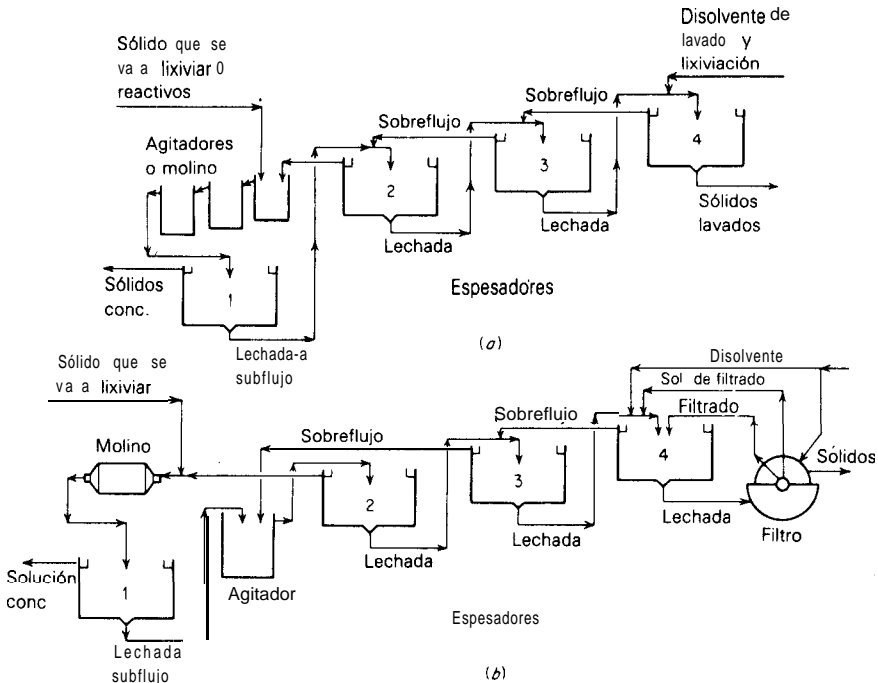 Disolvente de
lavado y
lixiviación
Sólido que se
va a lixiviar 0
reactivos
Sobreflujo
Sobreflujo
Agitadores
o molino
4
3
2
Sólidos
lavados
Lechada
Lechada
Sólidos
conc.
1
Espesadores
Lechada-a
subflujo
(a)
Disolvente
Sólido que se
va a lixiviar
Sol de filtrado
Filtrado
Sobreflujo
Sobreflujo
Molino
4
3
2
Sólidos
Lechada
Filtro
Lechada
Lechada
Solución
conc
1
Agitador
Espesadores
Lechada
subflujo
(b)